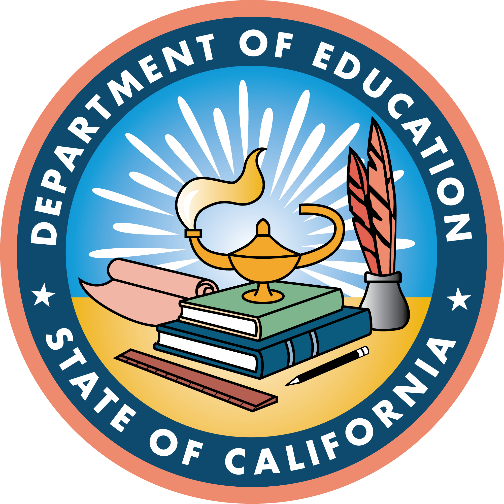 DEPARTMENT OF EDUCATION
STATE OF CALIFORNIA